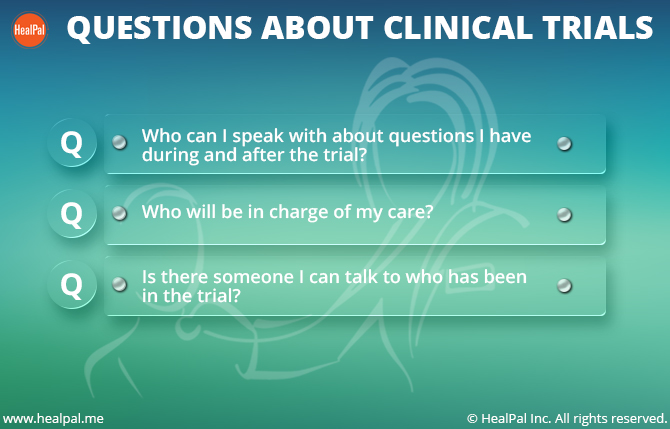 HealPal
QUESTIONS ABOUT CLINICAL TRIALS
Q
Who can I speak with about questions I have
during and after the trial?
Q
Who will be in charge of my care?
Q
Is there someone I can talk to who has been
in the trial?
www.healpal.me
© HealPal Inc. All rights reserved.